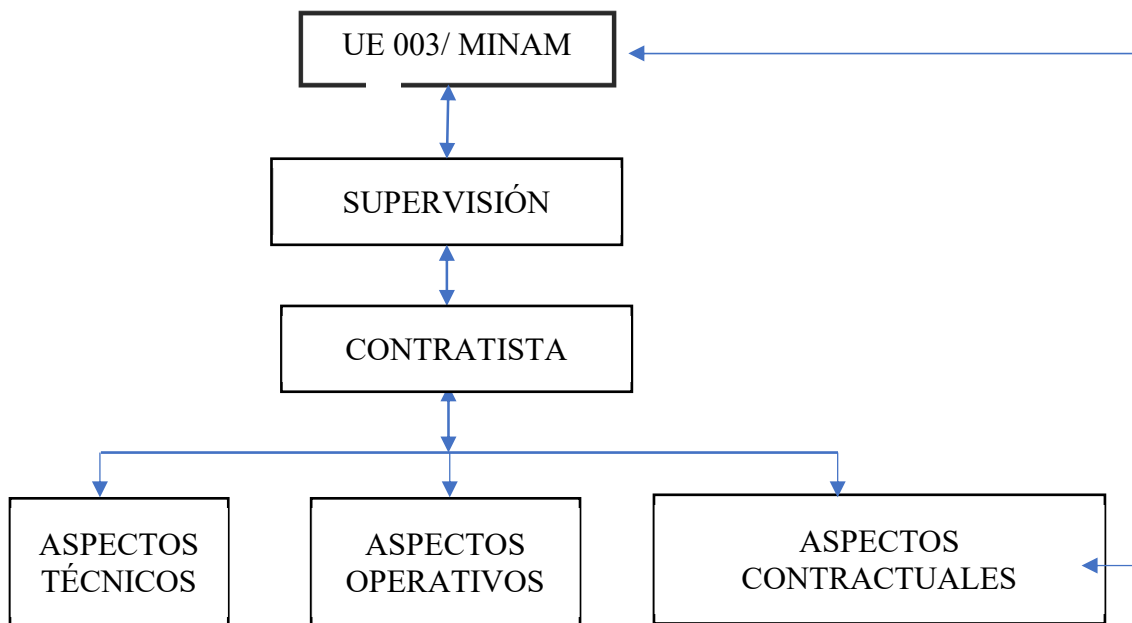 UE 003/ MINAM
SUPERVISIÓN
CONTRATISTA
ASPECTOS
TÉCNICOS
ASPECTOS
OPERATIVOS
ASPECTOS
CONTRACTUALES